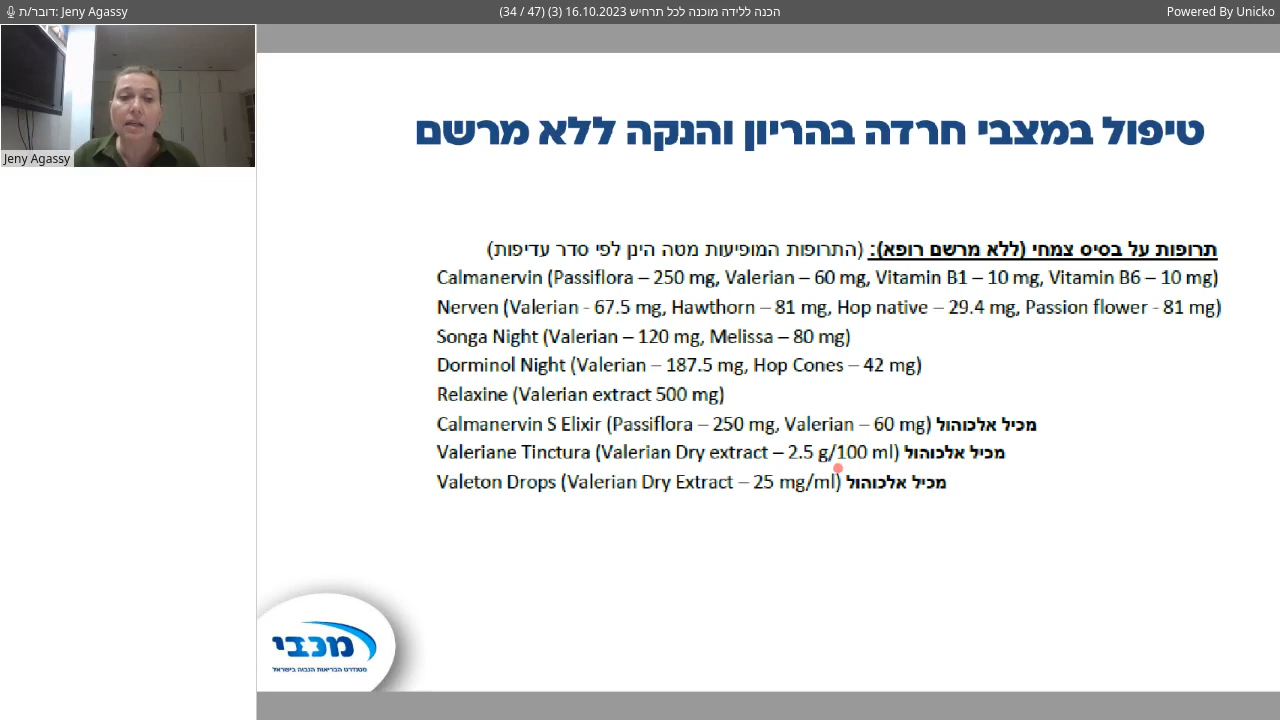 דובר/ת: Jeny Agassy
הכנה ללידה מוכנה לכל תרחיש 16.10.2023 (3) (34 / 47)
Powered By Unicko
Jeny Agassy
טיפול במצבי חרדה בהריון והנקה ללא מרשם
תרופות על בסיס צמחי (ללא מרשם רופא): (התרופות המופיעות מטה הינן לפי סדר עדיפות)
Calmanervin (Passiflora – 250 mg, Valerian – 60 mg, Vitamin B1 – 10 mg, Vitamin B6 – 10 mg)
Nerven (Valerian - 67.5 mg, Hawthorn – 81 mg, Hop native – 29.4 mg, Passion flower - 81 mg)
Songa Night (Valerian – 120 mg, Melissa – 80 mg)
Dorminol Night (Valerian – 187.5 mg, Hop Cones – 42 mg)
Relaxine (Valerian extract 500 mg)
Calmanervin S Elixir (Passiflora – 250 mg, Valerian – 60 mg) מכיל אלכוהול
Valeriane Tinctura (Valerian Dry extract – 2.5 g/100 ml) מכיל אלכוהול
Valeton Drops (Valerian Dry Extract – 25 mg/ml) מכיל אלכוהול
מכבי
מסטנדרט הבריאות הגבוה בישראל